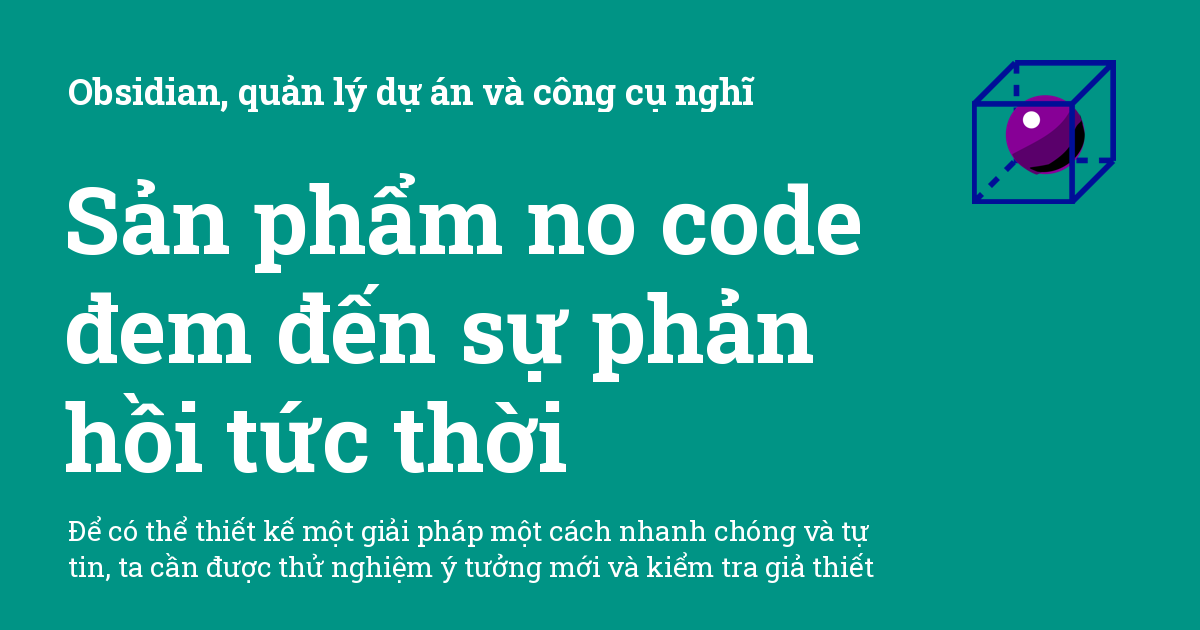 Obsidian, quản lý dự án và công cụ nghĩ
Sản phẩm no code
đem đến sự phản
hồi tức thời
Để có thể thiết kế một giải pháp một cách nhanh chóng và tự
tin, ta cần được thử nghiệm ý tưởng mới và kiểm tra giả thiết